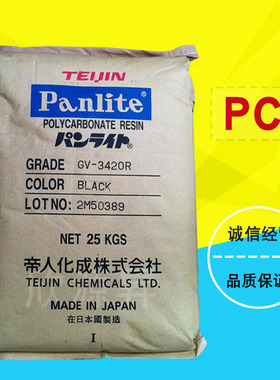 TEIJIN
Panlite®
POLYCARBONATE RESIN
パンライト®
GRADE GV-3420R
COLOR BLACK
LOT NO: 2M50389
NET 25 KGS
帝人化成株式会社
TEIJIN CHEMICALS LTD.
MADE IN JAPAN
在日本國製造
I
PC
诚信经
品质保证